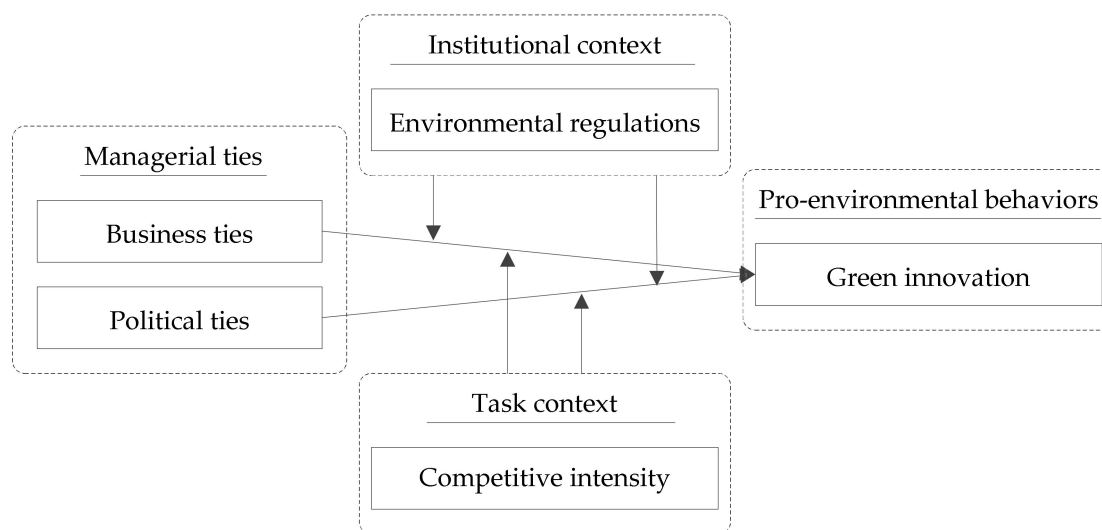 Institutional context
Environmental regulations
Managerial ties
Business ties
Political ties
Pro-environmental behaviors
Green innovation
Task context
Competitive intensity